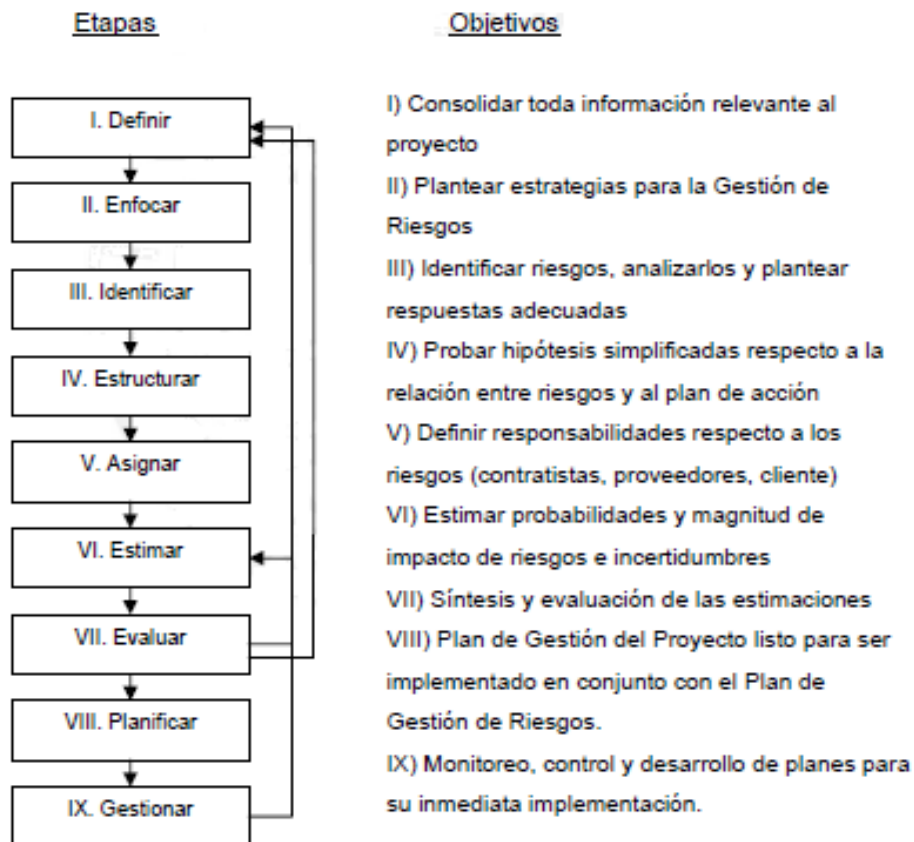 Etapas
Objetivos
I. Definir
II. Enfocar
III. Identificar
IV. Estructurar
V. Asignar
VI. Estimar
VII. Evaluar
VIII. Planificar
IX. Gestionar
I) Consolidar toda información relevante al
proyecto
II) Plantear estrategias para la Gestión de
Riesgos
III) Identificar riesgos, analizarlos y plantear
respuestas adecuadas
IV) Probar hipótesis simplificadas respecto a la
relación entre riesgos y al plan de acción
V) Definir responsabilidades respecto a los
riesgos (contratistas, proveedores, cliente)
VI) Estimar probabilidades y magnitud de
impacto de riesgos e incertidumbres
VII) Síntesis y evaluación de las estimaciones
VIII) Plan de Gestión del Proyecto listo para ser
implementado en conjunto con el Plan de
Gestión de Riesgos.
IX) Monitoreo, control y desarrollo de planes para
su inmediata implementación.